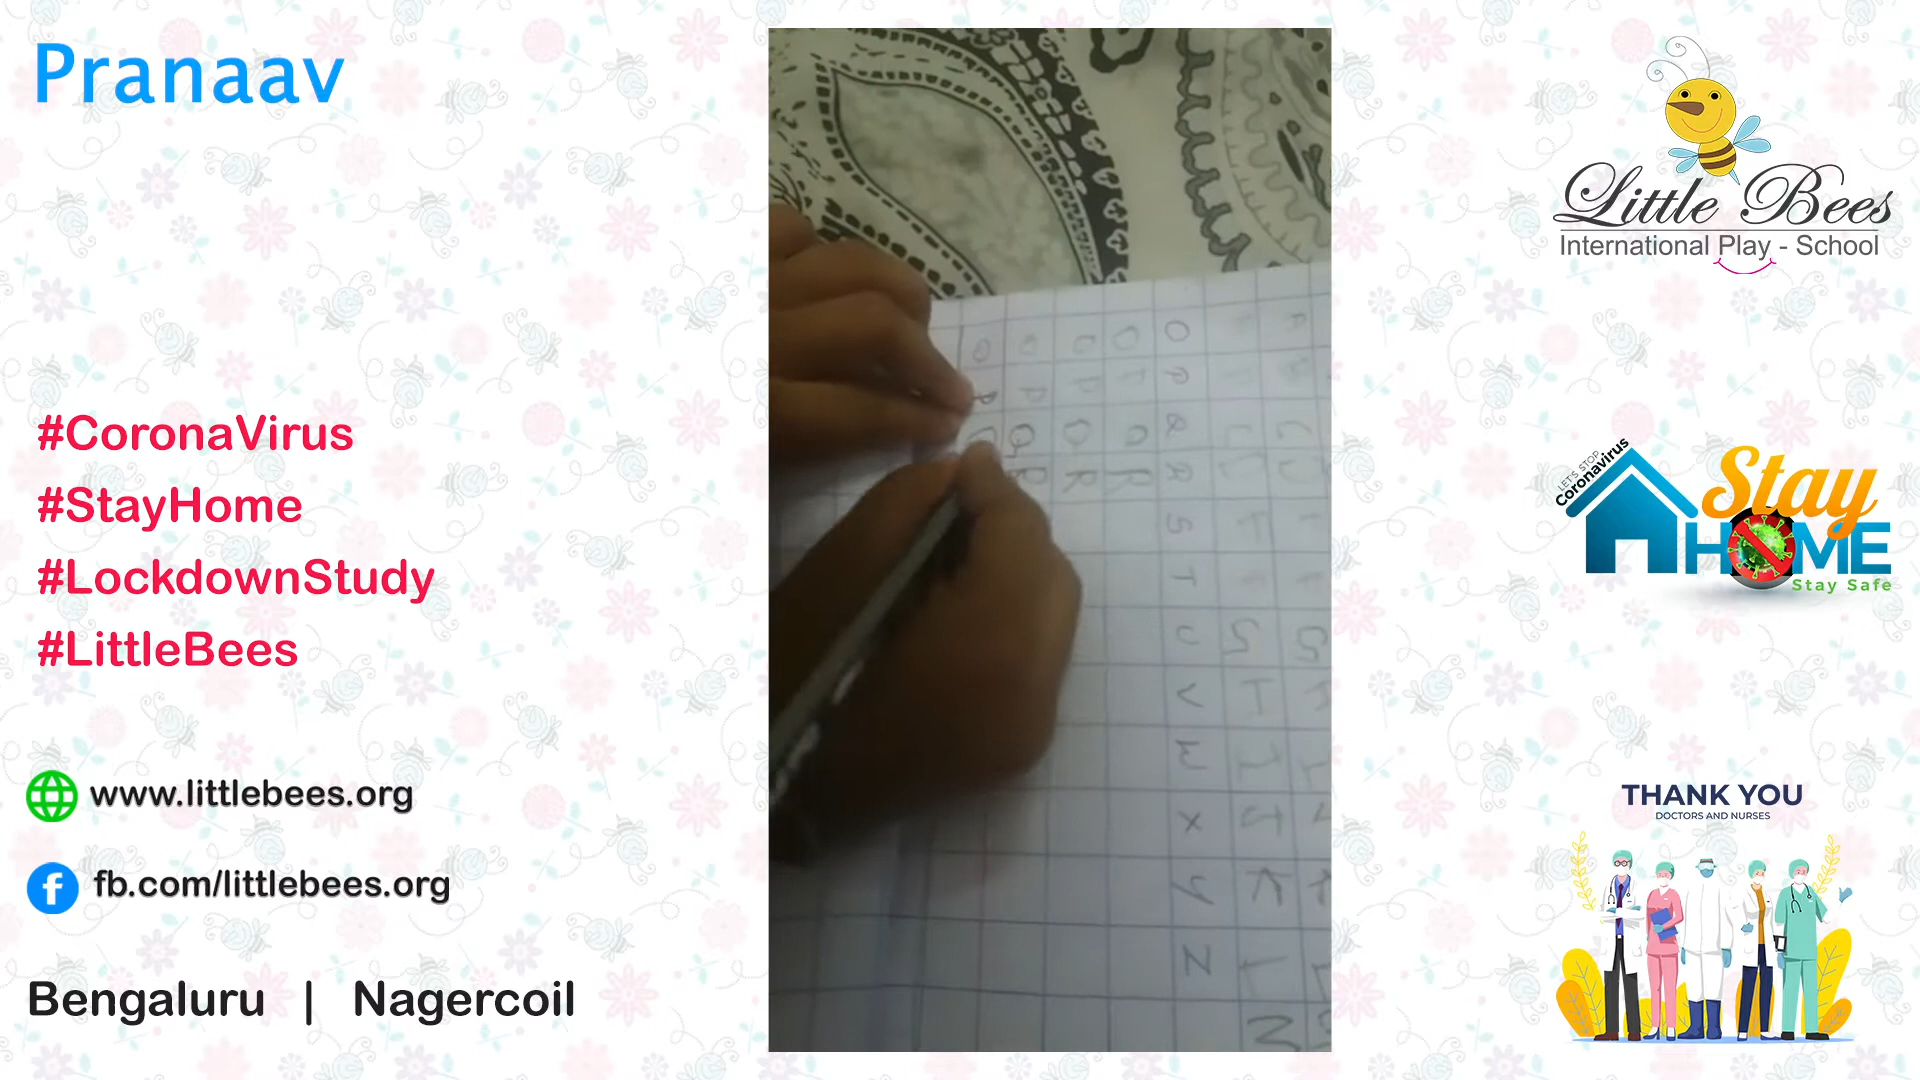 Pranaav
#CoronaVirus
#StayHome
#LockdownStudy
#LittleBees
www.littlebees.org
fb.com/littlebees.org
Bengaluru | Nagercoil
O P Q R S T U V W X Y Z
G H I J K L M
Little Bees
International Play - School
LET'S STOP
Coronavirus
Stay
HOME
Stay Safe
THANK YOU
DOCTORS AND NURSES